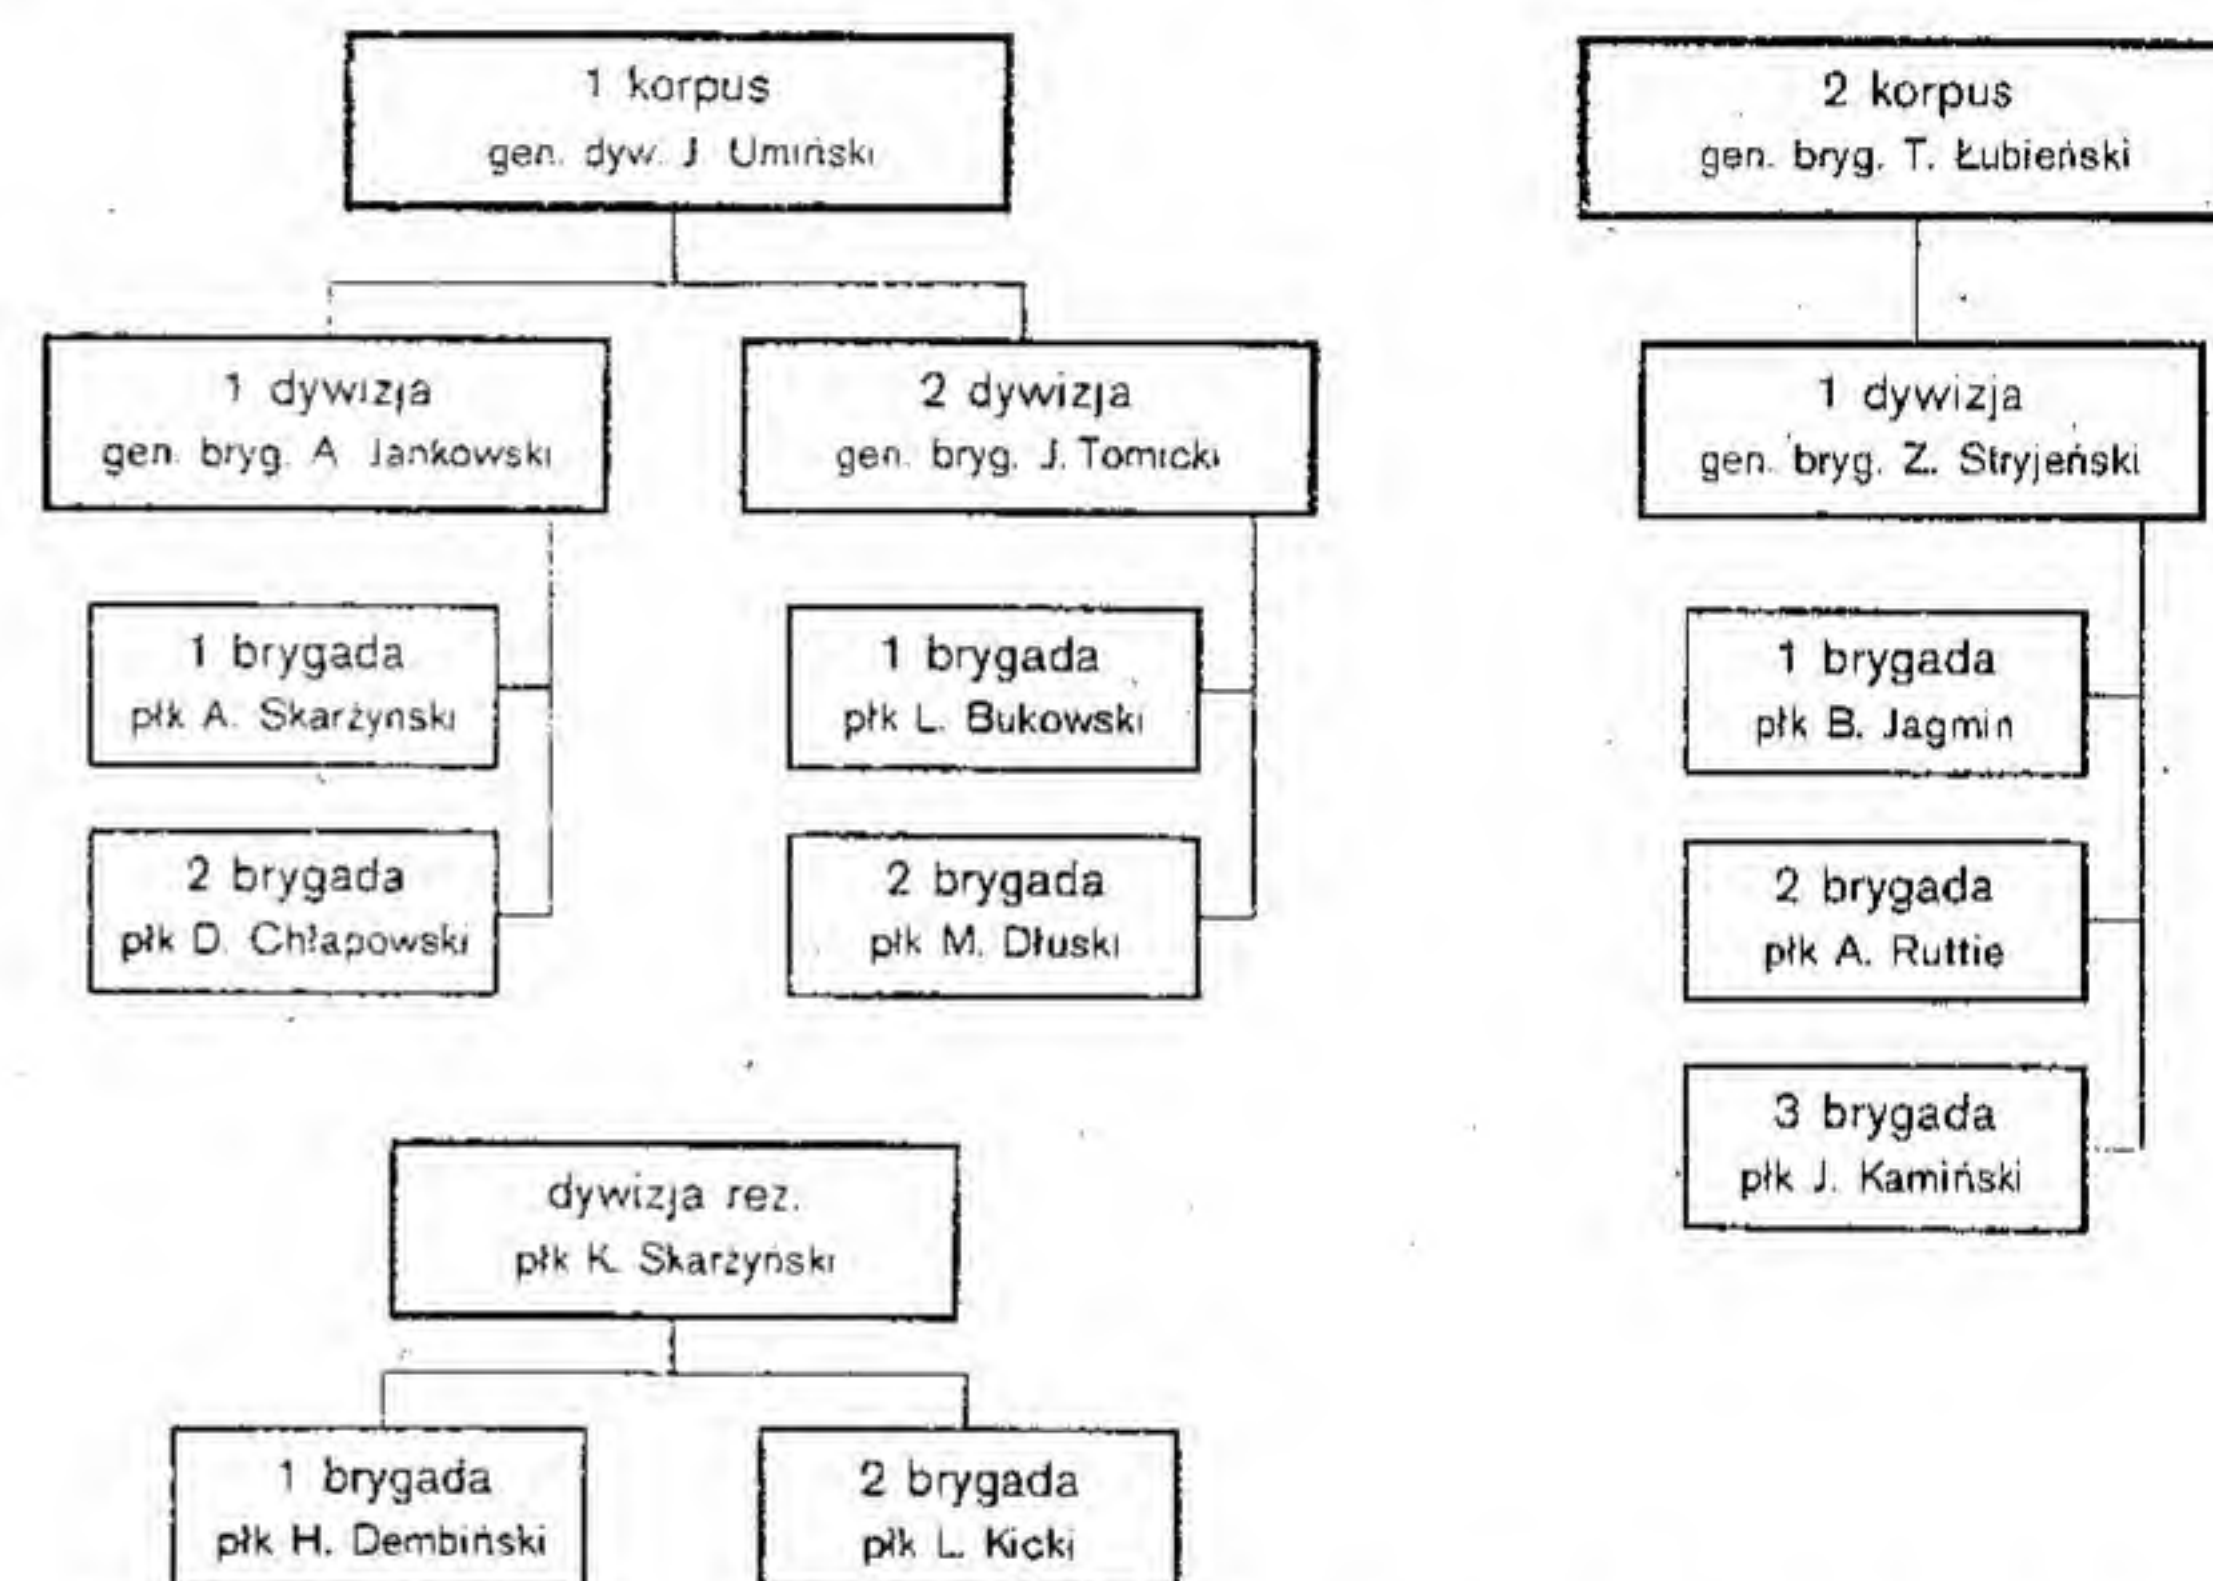 1 korpus
gen. dyw. J Umiński
2 korpus
gen. bryg. T. Łubieński
1 dywizja
gen. bryg. A Jankowski
2 dywizja
gen. bryg. J. Tomicki
1 dywizja
gen. bryg. Z. Stryjeński
1 brygada
płk A. Skarżynski
2 brygada
płk D. Chłapowski
1 brygada
płk L. Bukowski
2 brygada
płk M. Dłuski
1 brygada
płk B. Jagmin
2 brygada
płk A. Ruttie
3 brygada
płk J. Kamiński
dywizja rez.
płk K. Skarżyński
1 brygada
płk H. Dembiński
2 brygada
płk L. Kicki